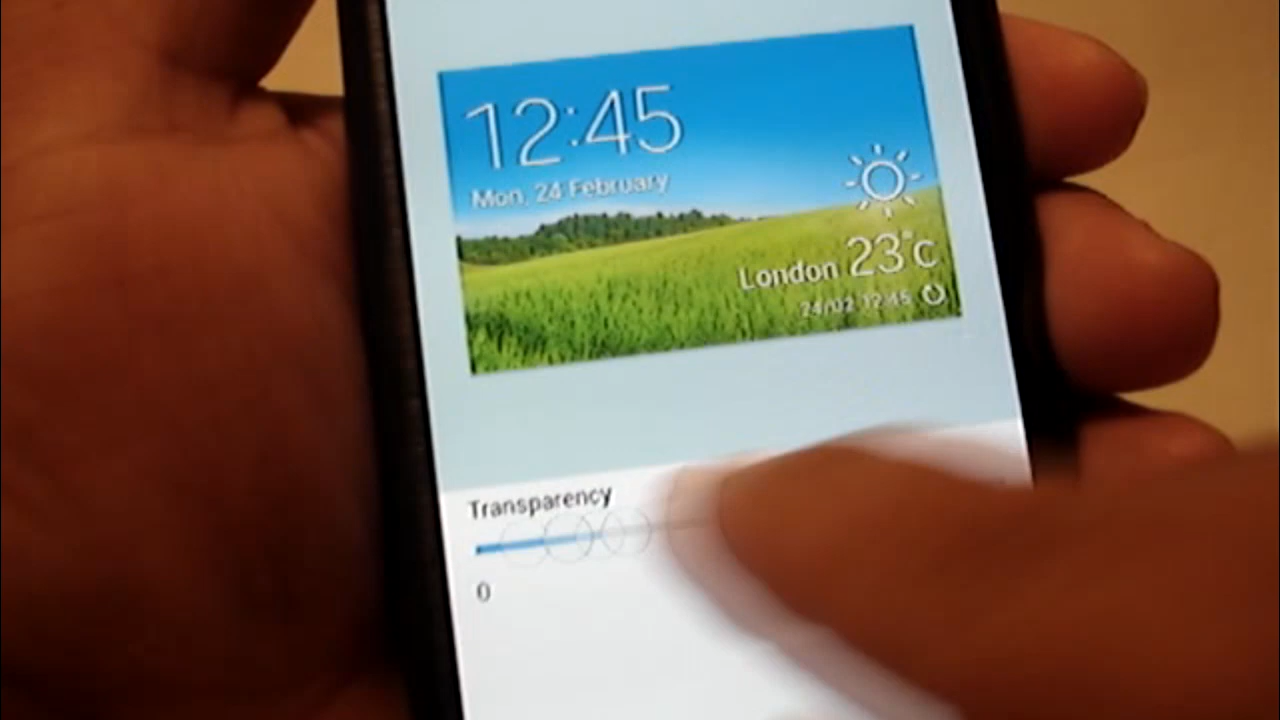 12:45
Mon, 24 February
London 23°C
24/02 12:45
Transparency
0